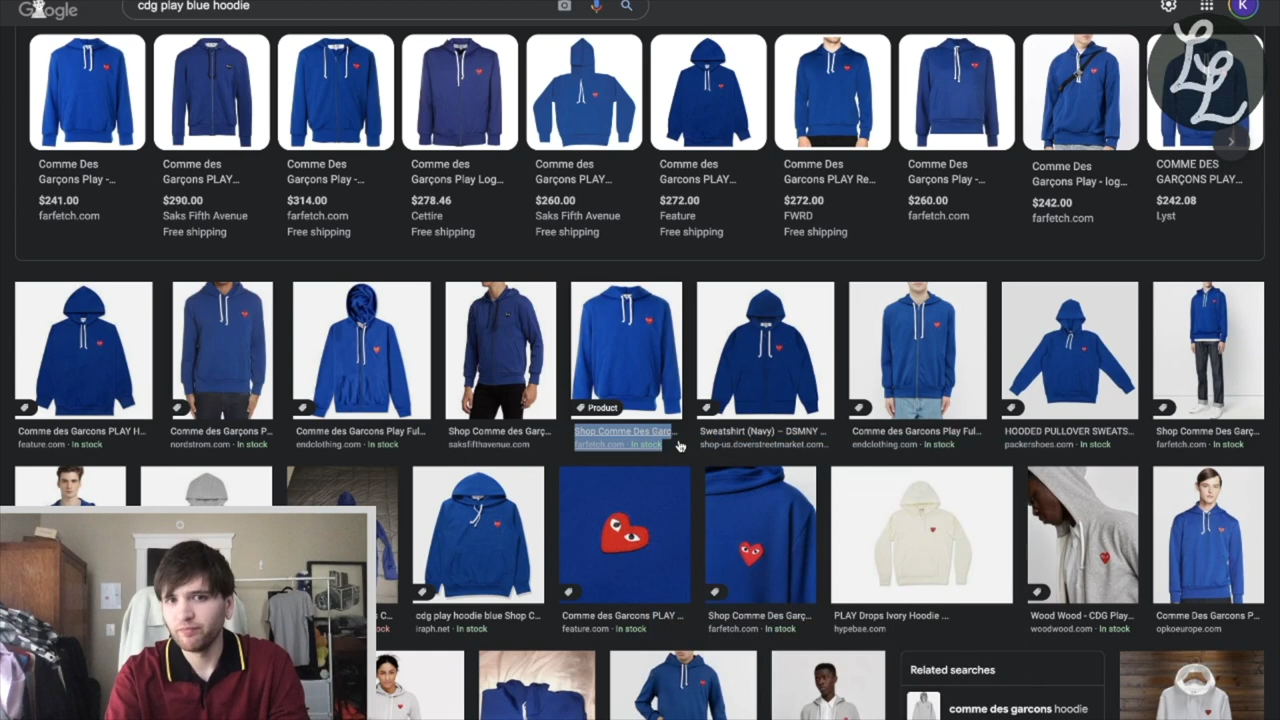 Google
cdg play blue hoodie
K
LL
Comme Des
Garçons Play -...
$241.00
farfetch.com
Comme des
Garçons PLAY...
$290.00
Saks Fifth Avenue
Free shipping
Comme Des
Garçons Play -...
$314.00
farfetch.com
Free shipping
Comme des
Garçons Play Log...
$278.46
Cettire
Free shipping
Comme des
Garçons PLAY...
$260.00
Saks Fifth Avenue
Free shipping
Comme des
Garçons PLAY...
$272.00
Feature
Free shipping
Comme des
Garçons PLAY Re...
$272.00
FWRD
Free shipping
Comme Des
Garçons Play -...
$260.00
farfetch.com
Comme Des
Garçons Play - log...
$242.00
farfetch.com
COMME DES
GARÇONS PLAY...
$242.08
Lyst
Comme des Garcons PLAY H...
feature.com · In stock
Comme des Garçons P...
nordstrom.com · In stock
Comme des Garcons Play Ful...
endclothing.com · In stock
Shop Comme des Garç...
saksfifthavenue.com
Product
Shop Comme Des Garç...
farfetch.com · In stock
Sweatshirt (Navy) – DSMNY ...
shop-us.doverstreetmarket.com...
Comme des Garcons Play Ful...
endclothing.com · In stock
HOODED PULLOVER SWEATS...
packershoes.com · In stock
Shop Comme Des Garç...
farfetch.com · In stock
cdg play hoodie blue Shop C...
iraph.net · In stock
Comme des Garcons PLAY ...
feature.com · In stock
Shop Comme Des Garç...
farfetch.com · In stock
PLAY Drops Ivory Hoodie ...
hypebae.com
Wood Wood - CDG Play...
woodwood.com · In stock
Comme Des Garcons P...
opkoeurope.com
Related searches
comme des garcons hoodie